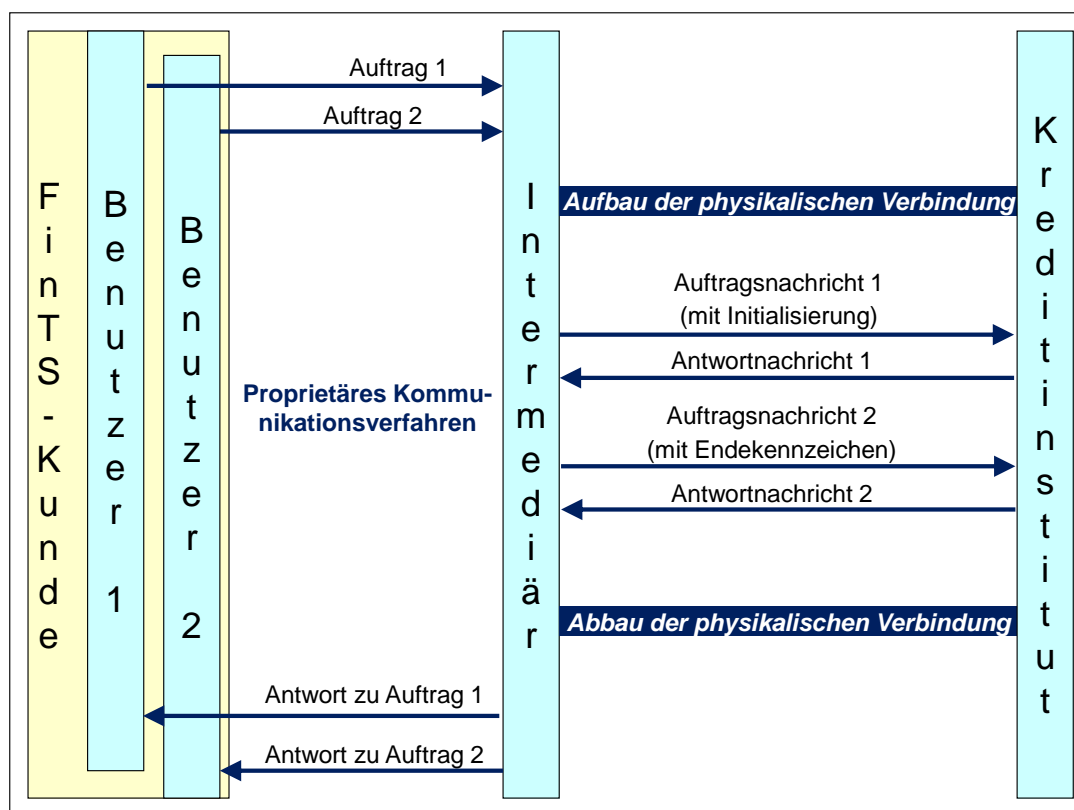 FinTS-Kunde
Benutzer 1
Benutzer 2
Intermediär
Kreditinstitut
Auftrag 1
Auftrag 2
Aufbau der physikalischen Verbindung
Auftragsnachricht 1
(mit Initialisierung)
Antwortnachricht 1
Proprietäres Kommu-
nikationsverfahren
Auftragsnachricht 2
(mit Endekennzeichen)
Antwortnachricht 2
Abbau der physikalischen Verbindung
Antwort zu Auftrag 1
Antwort zu Auftrag 2